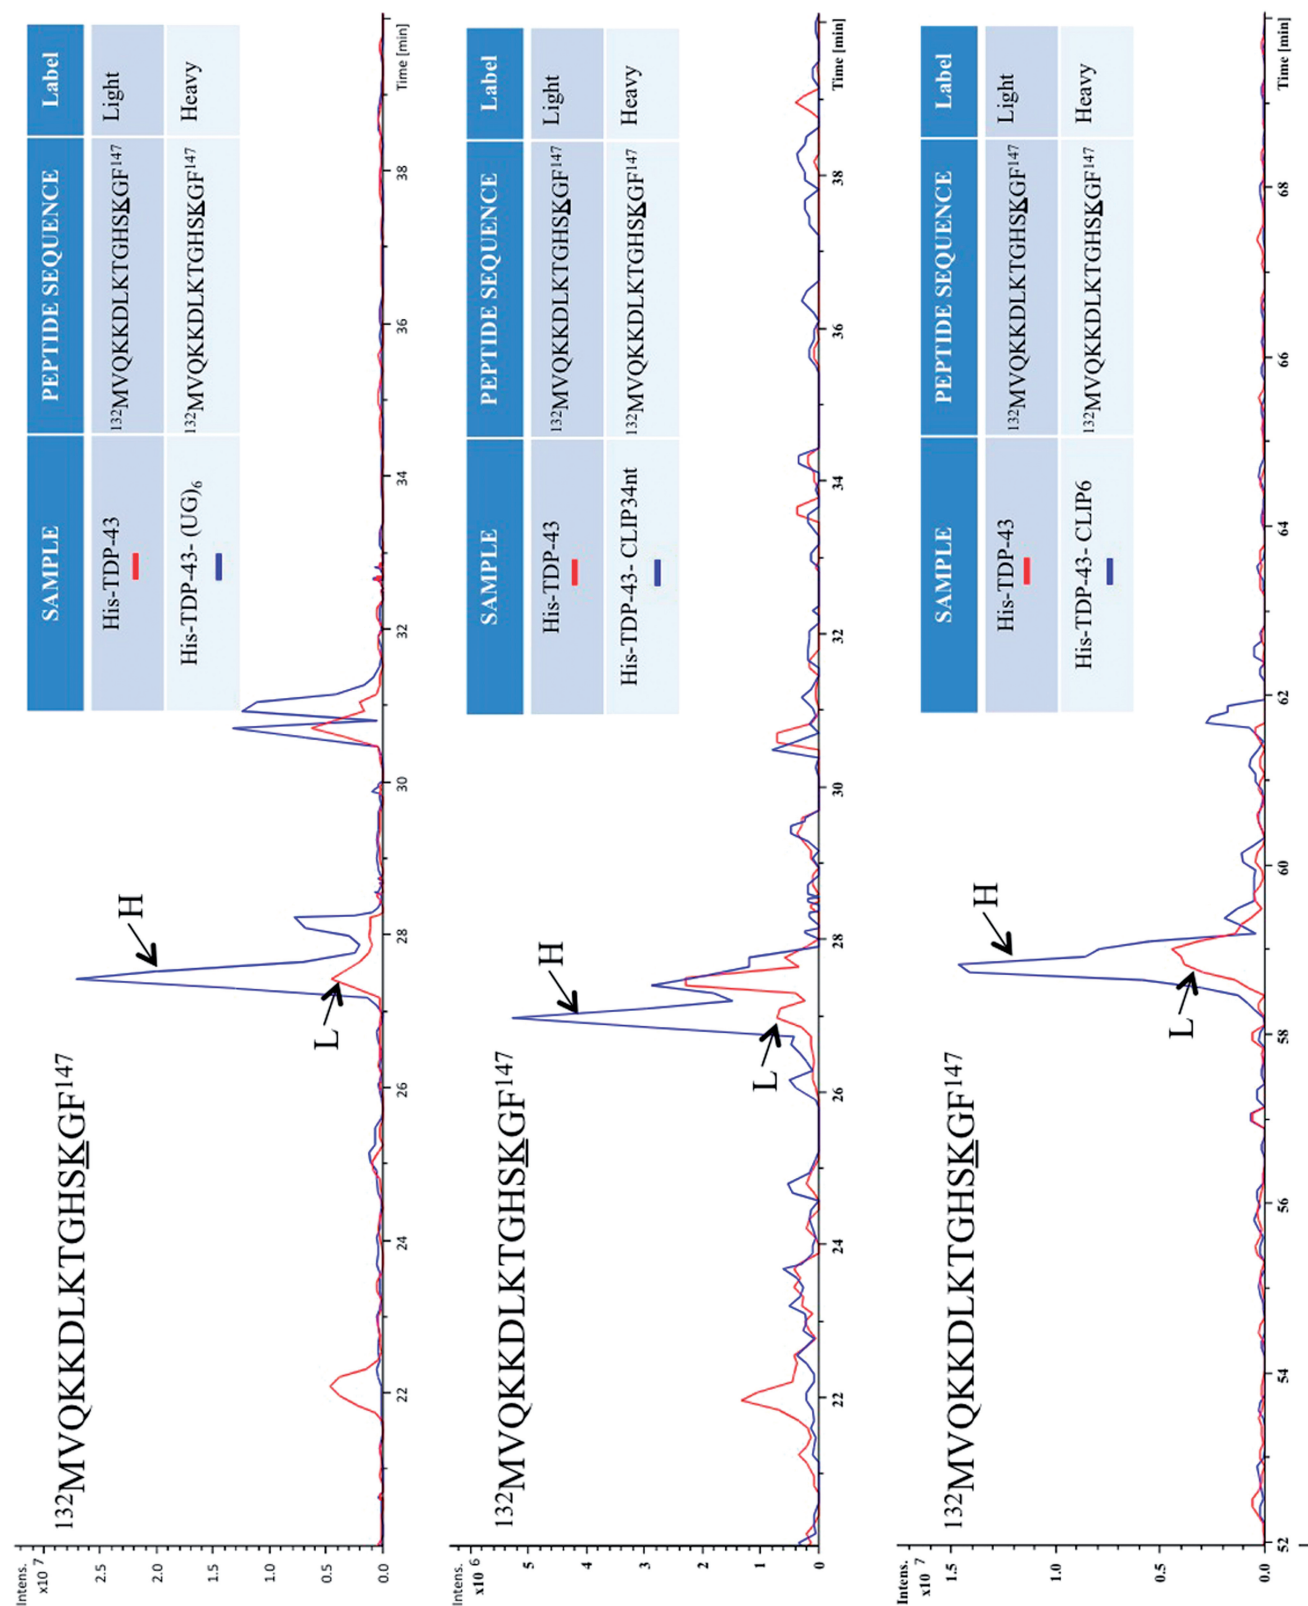 Intens.
x10 7
2.5
2.0
1.5
1.0
0.5
0.0
¹³²MVQKKDLKTGHSKGF¹⁴⁷
H
L
SAMPLE PEPTIDE SEQUENCE Label
His-TDP-43 ¹³²MVQKKDLKTGHSKGF¹⁴⁷ Light
His-TDP-43- (UG)₆ ¹³²MVQKKDLKTGHSKGF¹⁴⁷ Heavy
22 24 26 28 30 32 34 36 38 Time [min]
Intens.
x10 6
5
4
3
2
1
0
¹³²MVQKKDLKTGHSKGF¹⁴⁷
H
L
SAMPLE PEPTIDE SEQUENCE Label
His-TDP-43 ¹³²MVQKKDLKTGHSKGF¹⁴⁷ Light
His-TDP-43- CLIP34nt ¹³²MVQKKDLKTGHSKGF¹⁴⁷ Heavy
22 24 26 28 30 32 34 36 38 Time [min]
Intens.
x10 7
1.5
1.0
0.5
0.0
¹³²MVQKKDLKTGHSKGF¹⁴⁷
H
L
SAMPLE PEPTIDE SEQUENCE Label
His-TDP-43 ¹³²MVQKKDLKTGHSKGF¹⁴⁷ Light
His-TDP-43- CLIP6 ¹³²MVQKKDLKTGHSKGF¹⁴⁷ Heavy
52 54 56 58 60 62 64 66 68 Time [min]